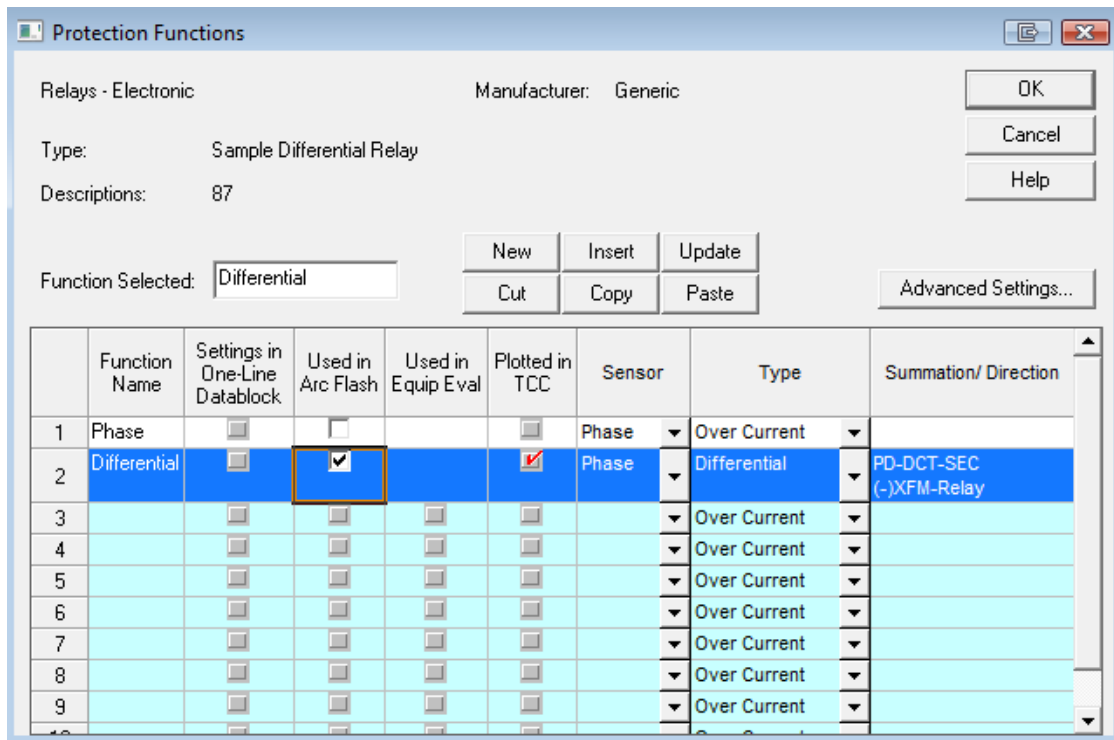 Protection Functions
Relays - Electronic Manufacturer: Generic OK
Cancel
Type: Sample Differential Relay
Help
Descriptions: 87
New Insert Update
Function Selected: Differential
Cut Copy Paste Advanced Settings...
Function Name Settings in One-Line Datablock Used in Arc Flash Used in Equip Eval Plotted in TCC Sensor Type Summation/ Direction
1 Phase Phase Over Current
2 Differential Phase Differential PD-DCT-SEC
(-)XFM-Relay
3 Over Current
4 Over Current
5 Over Current
6 Over Current
7 Over Current
8 Over Current
9 Over Current